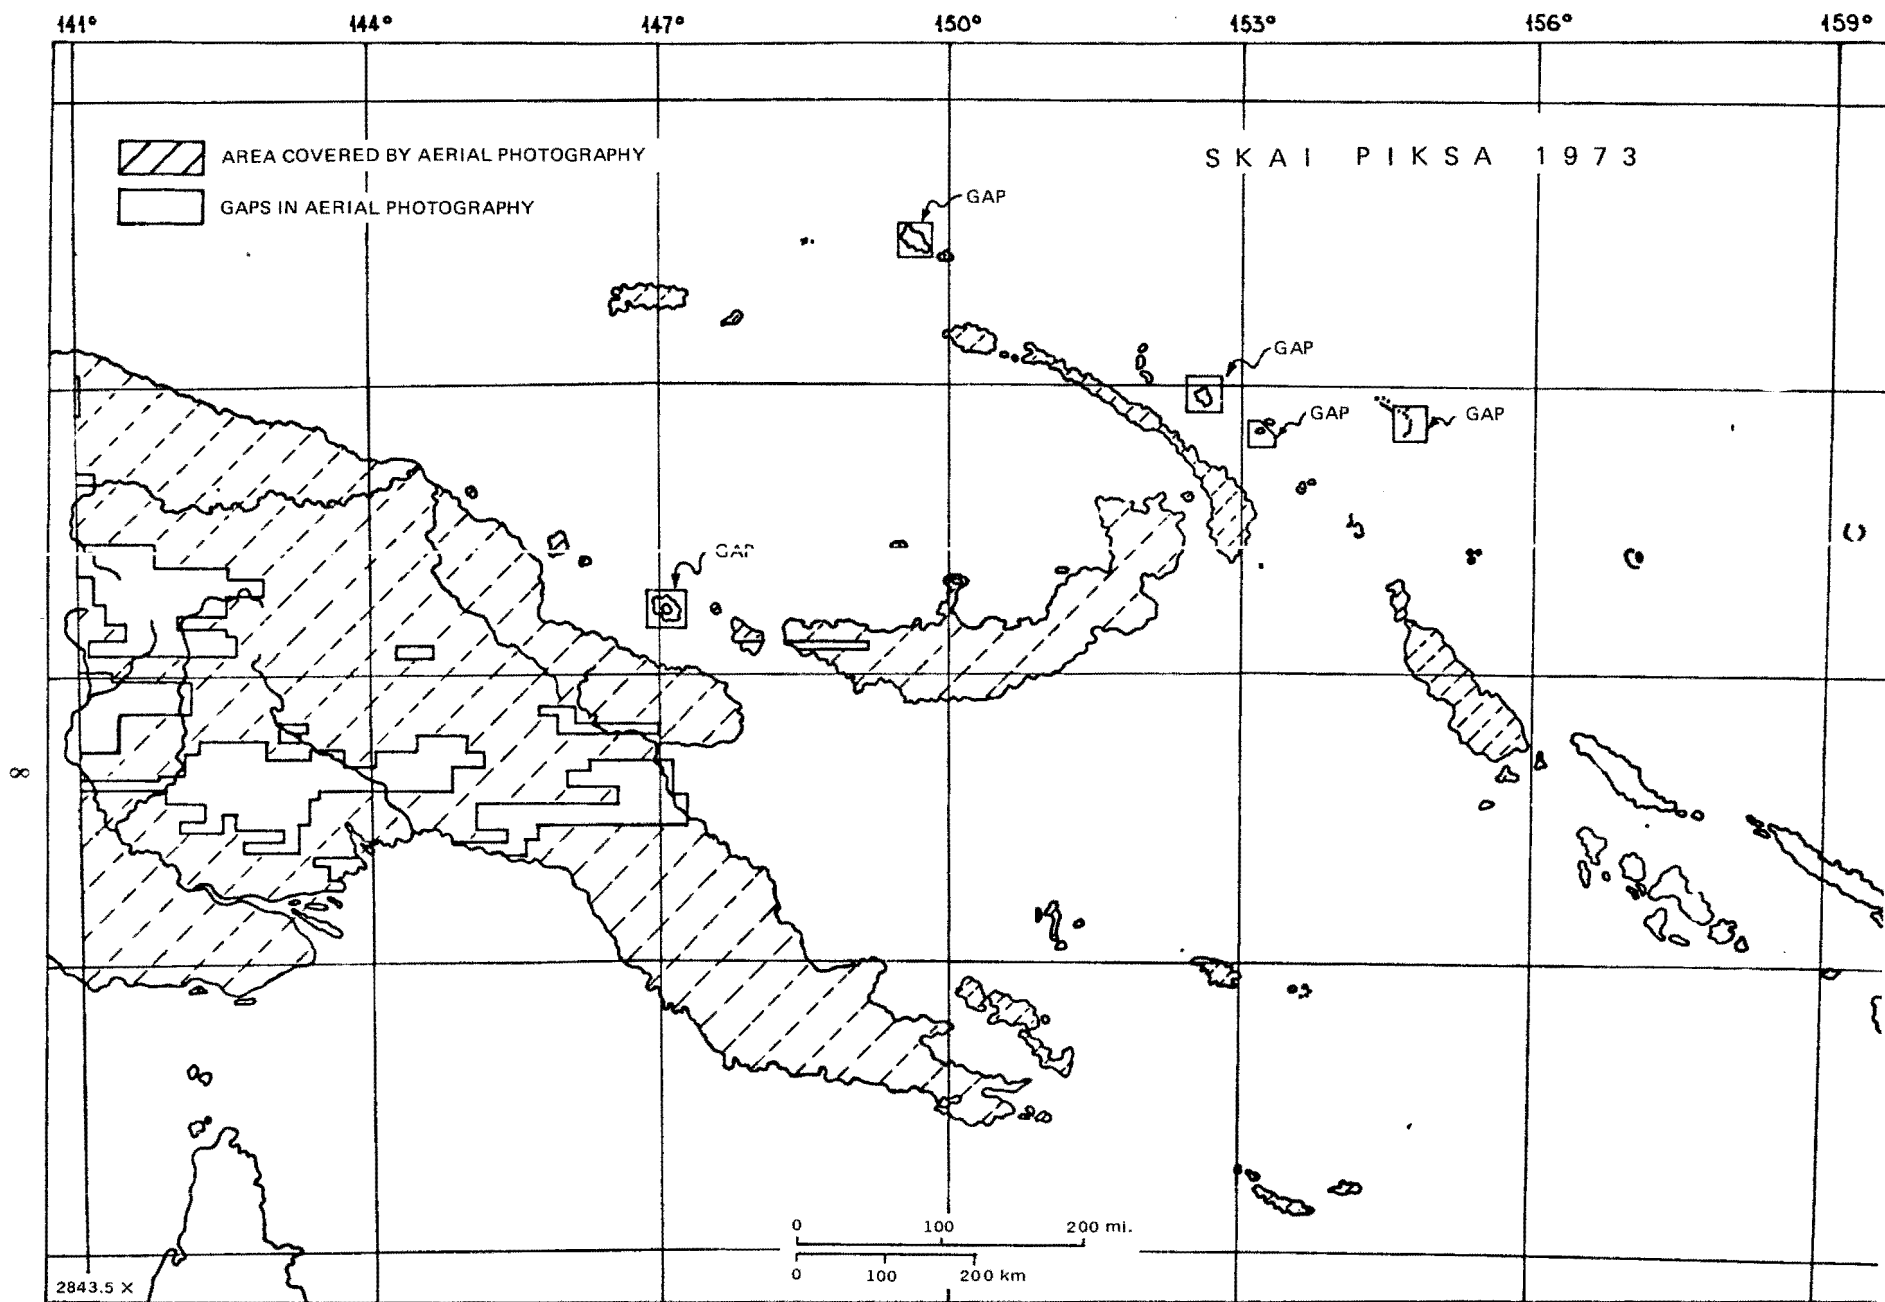 141° 144° 147° 150° 153° 156° 159°
AREA COVERED BY AERIAL PHOTOGRAPHY
SKAI PIKSA 1973
GAPS IN AERIAL PHOTOGRAPHY
GAP
GAP
GAP
GAP
GAP
8
0 100 200 mi.
0 100 200 km
2843.5 X